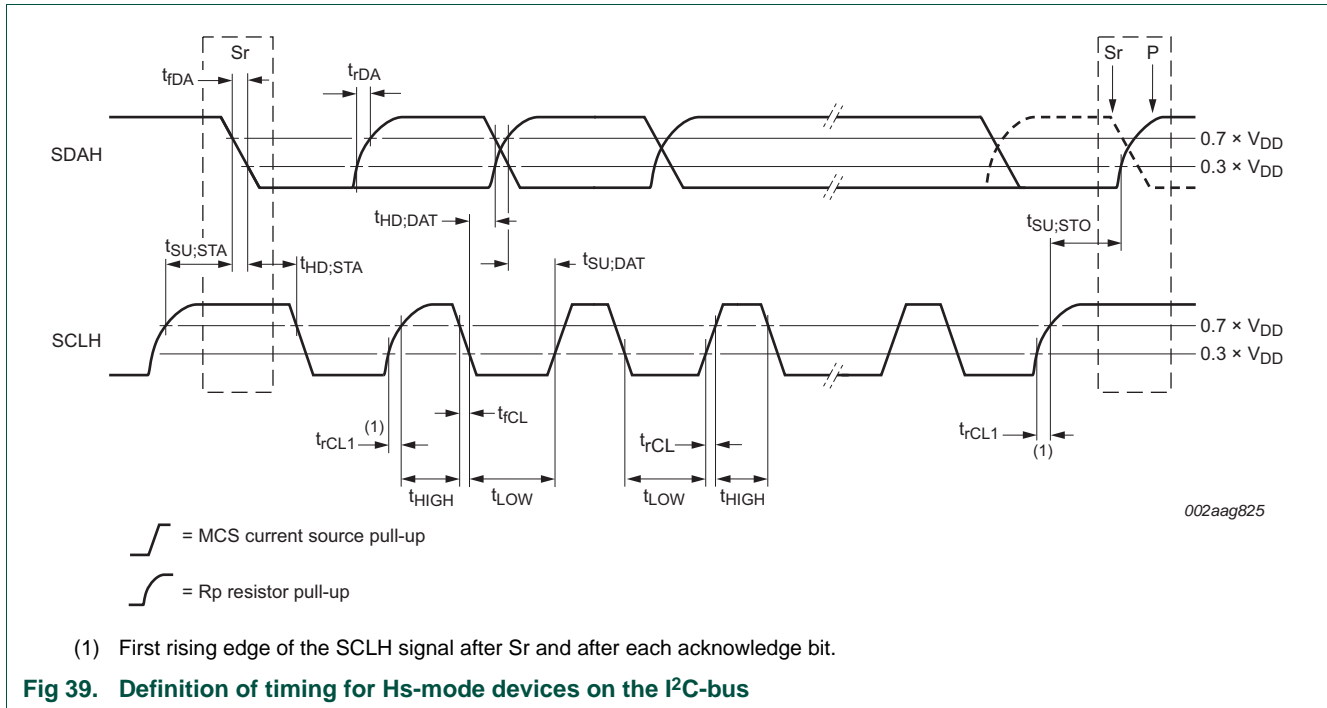 Sr
Sr P
tfDA
trDA
SDAH
0.7 × VDD
0.3 × VDD
tHD;DAT
tSU;STO
tSU;STA
tHD;STA
tSU;DAT
SCLH
0.7 × VDD
0.3 × VDD
tfCL
(1)
trCL1
trCL
trCL1
(1)
tHIGH
tLOW
tLOW
tHIGH
002aag825
= MCS current source pull-up
= Rp resistor pull-up
(1) First rising edge of the SCLH signal after Sr and after each acknowledge bit.
Fig 39. Definition of timing for Hs-mode devices on the I²C-bus